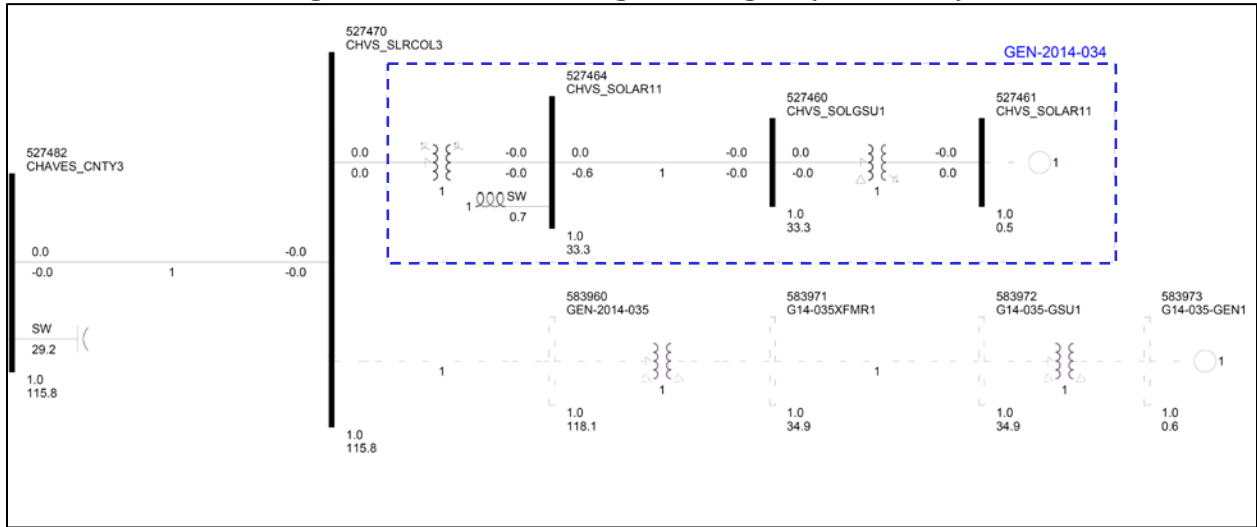 527470
CHVS_SLRCOL3
GEN-2014-034
527464
CHVS_SOLAR11
527460
CHVS_SOLGSU1
527461
CHVS_SOLAR11
527482
CHAVES_CNTY3
0.0 -0.0 0.0 -0.0 0.0 -0.0 1
0.0 -0.0 -0.6 1 -0.0 -0.0 0.0
1 1
1 SW
0.7
1.0
33.3
1.0
33.3
1.0
0.5
0.0 -0.0
-0.0 1 -0.0
583960
GEN-2014-035
583971
G14-035XFMR1
583972
G14-035-GSU1
583973
G14-035-GEN1
SW
29.2
1.0
115.8
1 1 1 1 1
1.0
118.1
1.0
34.9
1.0
34.9
1.0
0.6
1.0
115.8